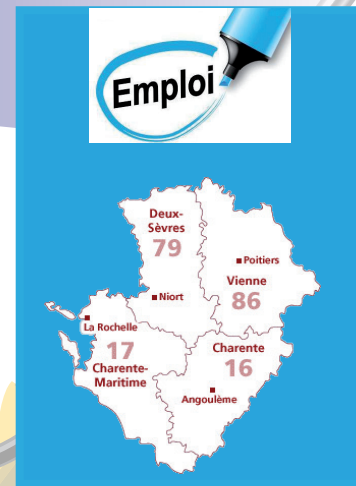 Emploi
Deux-
Sèvres
79
Poitiers
Vienne
86
Niort
La Rochelle
17
Charente-
Maritime
Charente
16
Angoulême